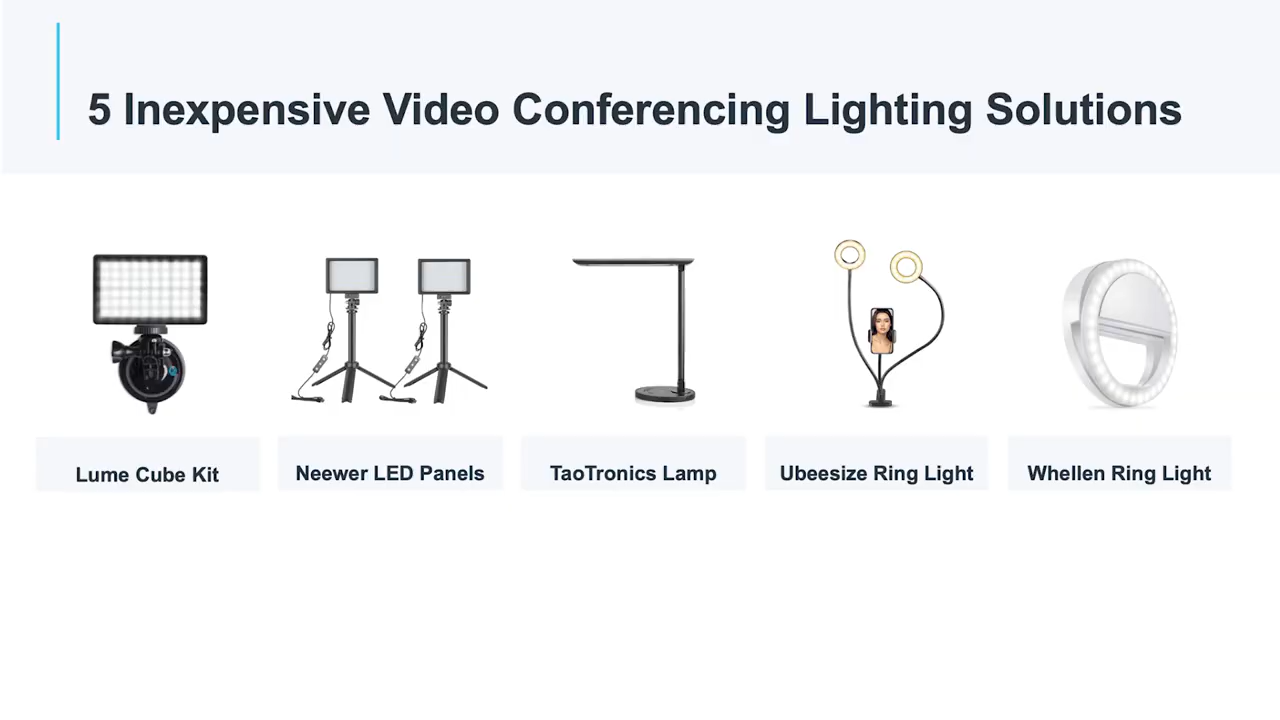 5 Inexpensive Video Conferencing Lighting Solutions
Lume Cube Kit
Neewer LED Panels
TaoTronics Lamp
Ubeesize Ring Light
Whellen Ring Light